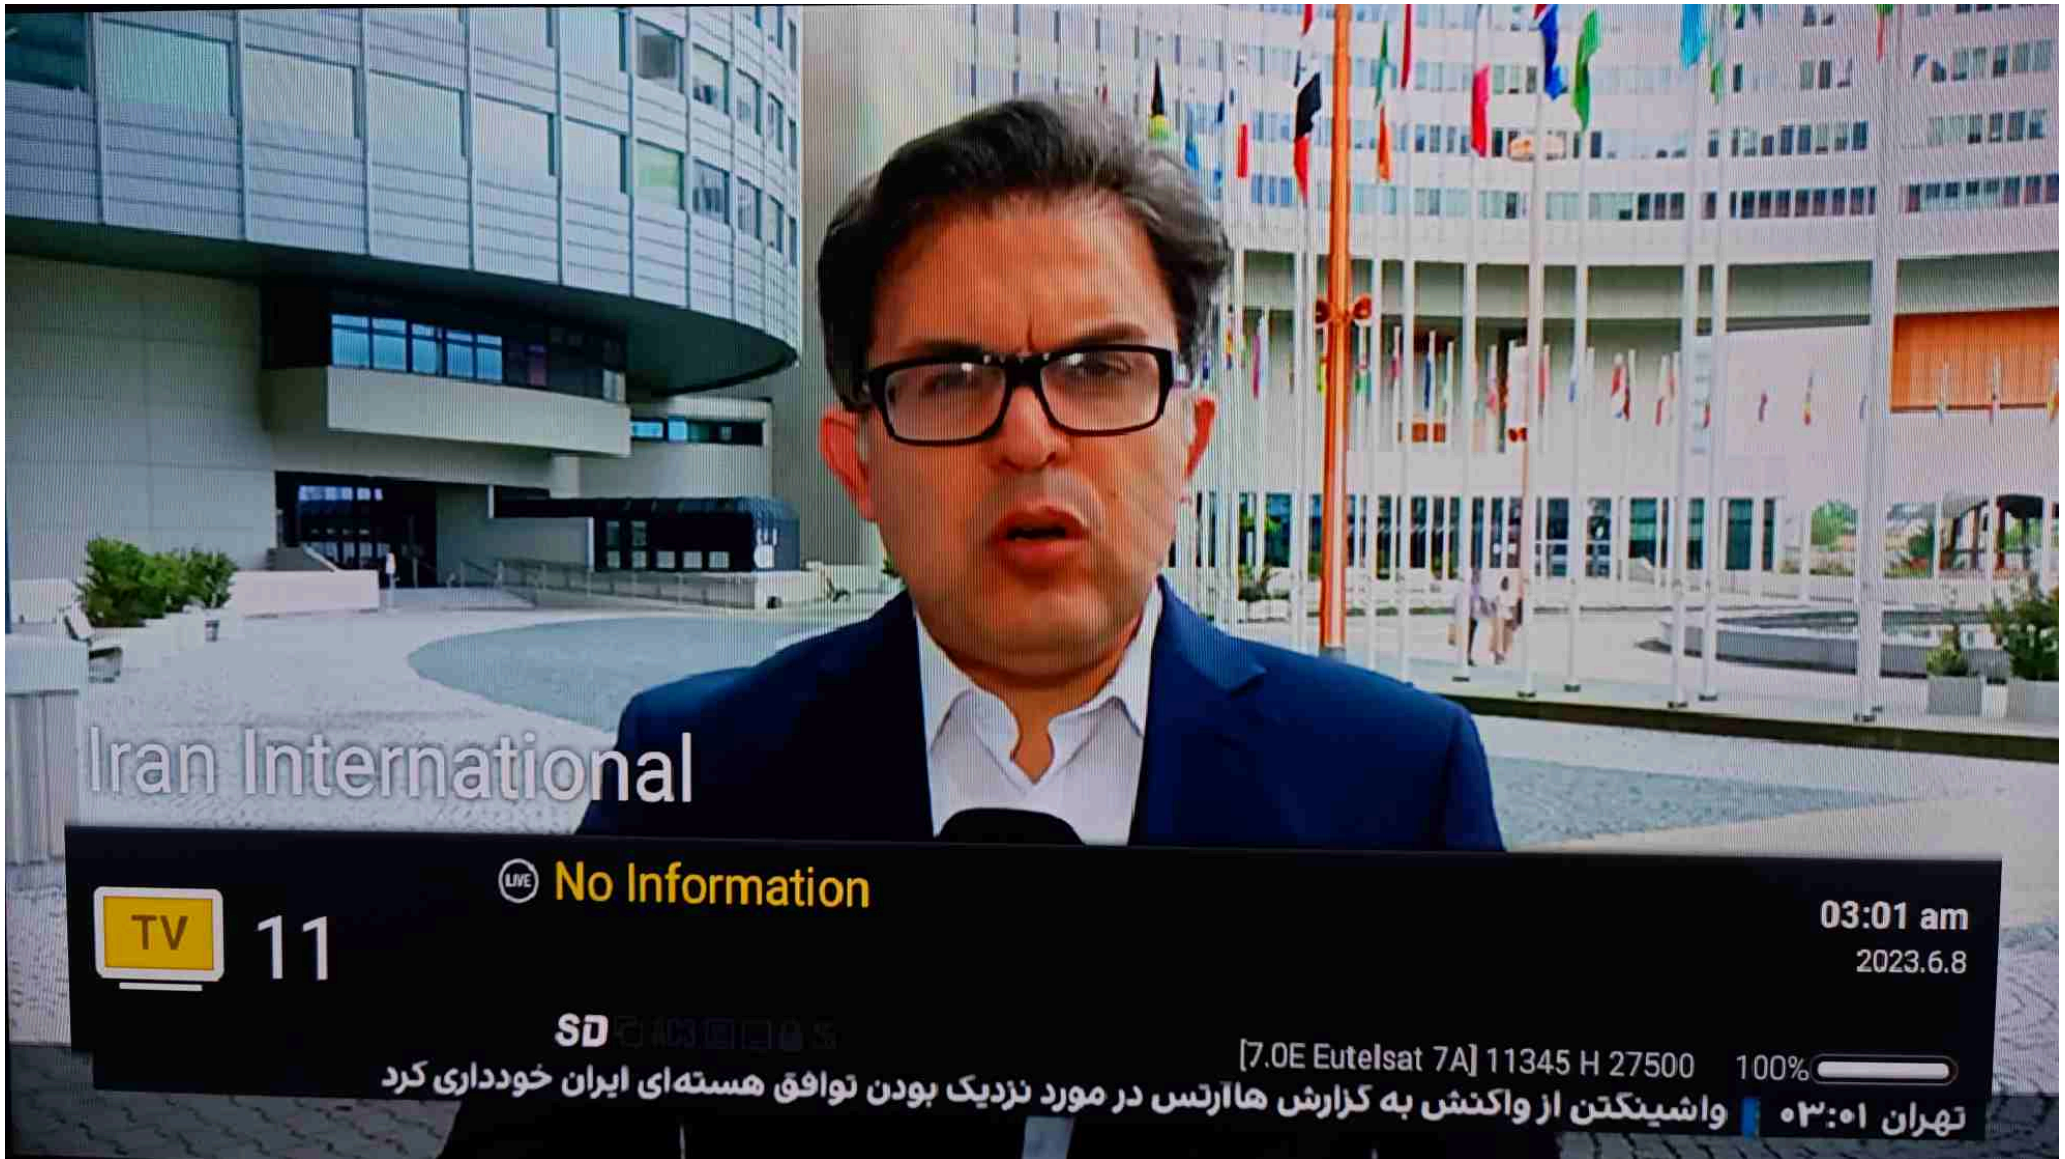 Iran International
LIVE No Information
TV 11
03:01 am
2023.6.8
SD
[7.0E Eutelsat 7A] 11345 H 27500 100%
واشینگتن از واکنش به گزارش هاآرتس در مورد نزدیک بودن توافق هسته‌ای ایران خودداری کرد
تهران ۰۳:۰۱